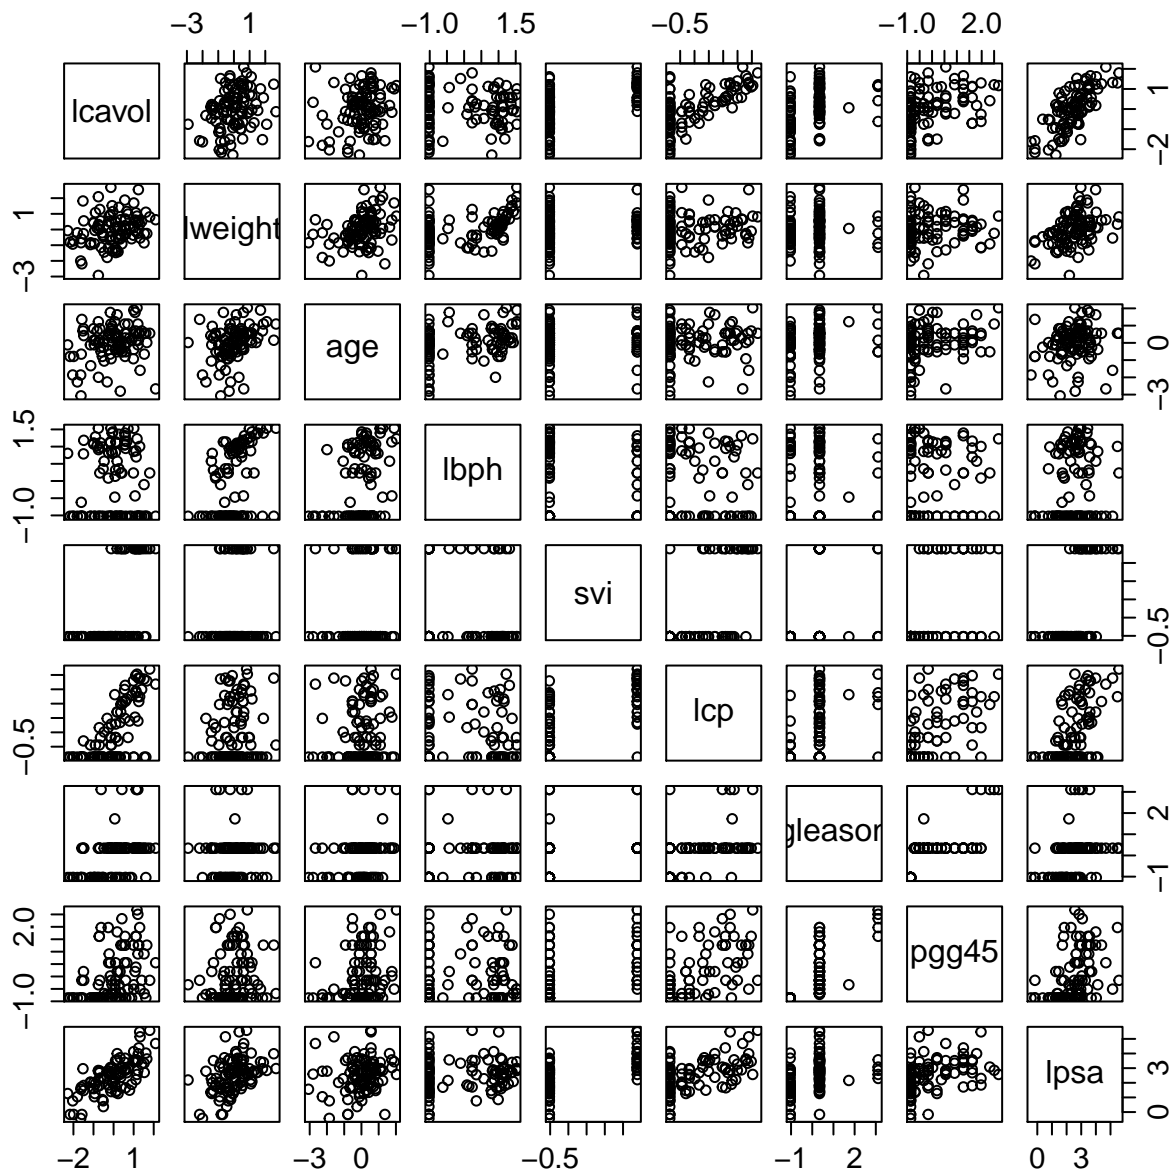 −3 1 −1.0 1.5 −0.5 −1.0 2.0
lcavol −2 1
−3 1 lweight
age −3 0
−1.0 1.5 lbph
svi −0.5
−0.5 lcp
gleason −1 2
−1.0 2.0 pgg45
lpsa 0 3
−2 1 −3 0 −0.5 −1 2 0 3